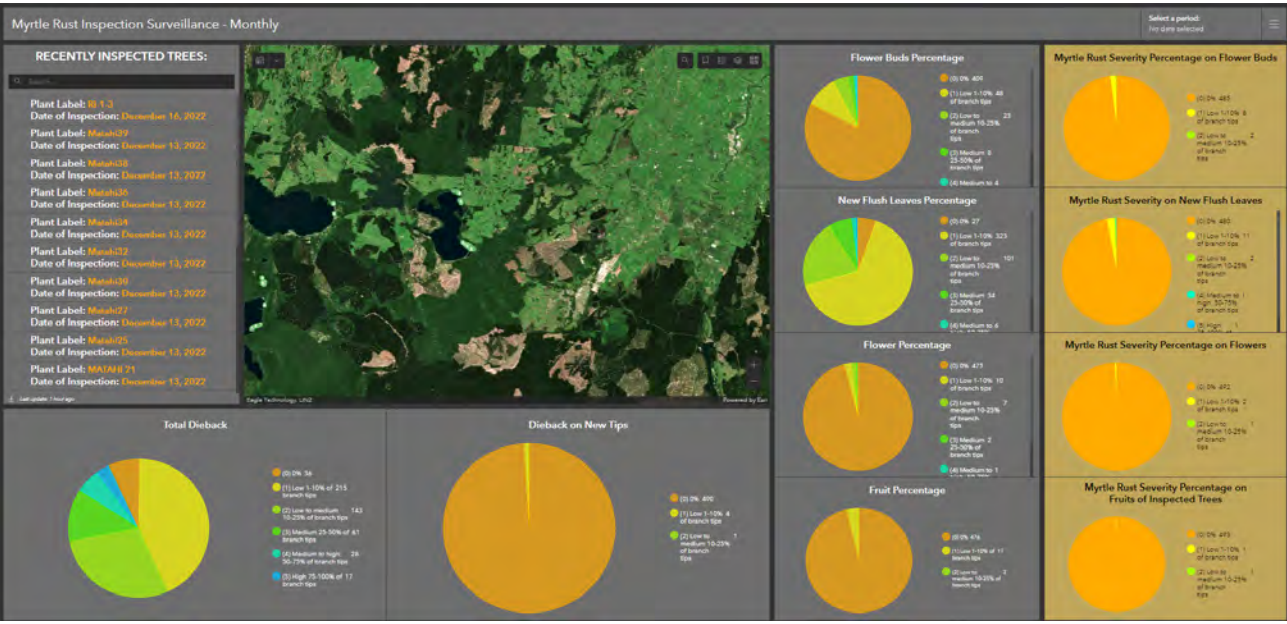 Myrtle Rust Inspection Surveillance - Monthly
Select a period:
No date selected
RECENTLY INSPECTED TREES:
Search...
Plant Label:
Date of Inspection: December 16, 2022
Plant Label: Matahi39
Date of Inspection: December 13, 2022
Plant Label: Matahi38
Date of Inspection: December 13, 2022
Plant Label: Matahi36
Date of Inspection: December 13, 2022
Plant Label: Matahi34
Date of Inspection: December 13, 2022
Plant Label: Matahi32
Date of Inspection: December 13, 2022
Plant Label: Matahi30
Date of Inspection: December 13, 2022
Plant Label: Matahi27
Date of Inspection: December 13, 2022
Plant Label: Matahi25
Date of Inspection: December 13, 2022
Plant Label: MATAHI 21
Date of Inspection: December 13, 2022
Last update: 1 hour ago
Eagle Technology, LINZ
Powered by Esri
Flower Buds Percentage
(0) 0%
(1) Low 1-10% 48
of branch tips
(2) Low to
medium 10-25%
of branch
tips
(3) Medium 8
25-50% of
branch tips
(4) Medium to 4
Myrtle Rust Severity Percentage on Flower Buds
(0) 0% 485
(1) Low 1-10% 8
of branch tips
(2) Low to 2
medium 10-25%
of branch
tips
New Flush Leaves Percentage
(0) 0% 27
(1) Low 1-10% 323
of branch tips
(2) Low to 101
medium 10-25%
of branch
tips
(3) Medium 34
25-50% of
branch tips
(4) Medium to
Myrtle Rust Severity on New Flush Leaves
(0) 0% 480
(1) Low 1-10% 11
of branch tips
(2) Low to 2
medium 10-25%
of branch
tips
(4) Medium to 1
high 50-75%
of branch tips
(5) High 1
Flower Percentage
(0) 0% 475
(1) Low 1-10% 10
of branch tips
(2) Low to 7
medium 10-25%
of branch
tips
(3) Medium 2
25-50% of
branch tips
(4) Medium to 1
Myrtle Rust Severity Percentage on Flowers
(0) 0% 492
(1) Low 1-10% 2
of branch tips
(2) Low to 1
medium 10-25%
of branch
tips
Total Dieback
(0) 0% 36
(1) Low 1-10% of 215
branch tips
(2) Low to medium 143
10-25% of branch tips
(3) Medium 25-50% of 61
branch tips
(4) Medium to high
50-75% of branch tips
(5) High 75-100% of 17
branch tips
Dieback on New Tips
(0) 0% 490
(1) Low 1-10% 4
of branch tips
(2) Low to 1
medium 10-25%
of branch
tips
Fruit Percentage
(0) 0% 476
(1) Low 1-10% of 17
branch tips
(2) Low to
medium 10-25% of
branch tips
Myrtle Rust Severity Percentage on
Fruits of Inspected Trees
(0) 0% 493
(1) Low 1-10% 1
of branch tips
(2) Low to 1
medium 10-25%
of branch
tips